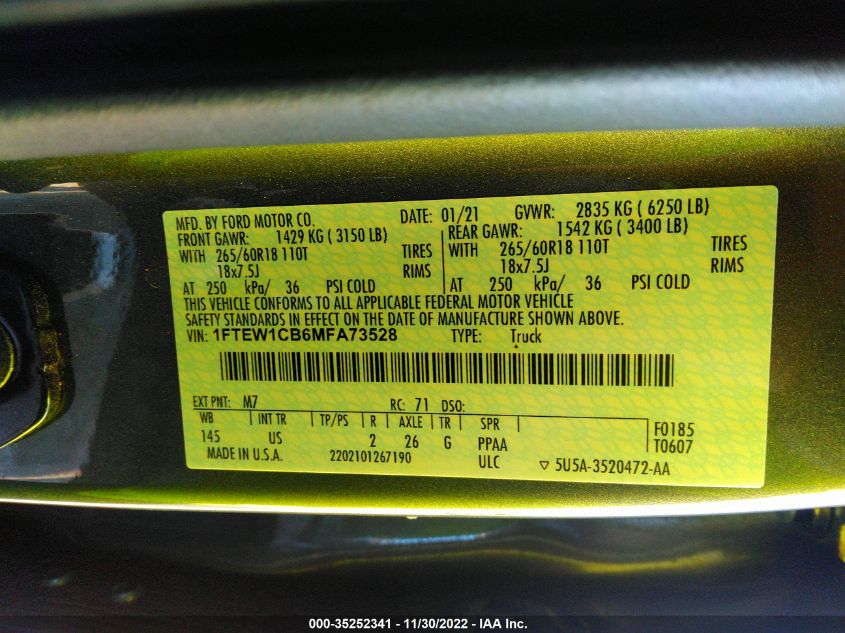 MFD. BY FORD MOTOR CO. DATE: 01/21 GVWR: 2835 KG ( 6250 LB)
FRONT GAWR: 1429 KG ( 3150 LB) REAR GAWR: 1542 KG ( 3400 LB)
WITH 265/60R18 110T TIRES WITH 265/60R18 110T TIRES
18x7.5J RIMS 18x7.5J RIMS
AT 250 kPa/ 36 PSI COLD AT 250 kPa/ 36 PSI COLD
THIS VEHICLE CONFORMS TO ALL APPLICABLE FEDERAL MOTOR VEHICLE
SAFETY STANDARDS IN EFFECT ON THE DATE OF MANUFACTURE SHOWN ABOVE.
VIN: 1FTEW1CB6MFA73528 TYPE: Truck
EXT PNT: M7 RC: 71 DSO:
WB INT TR TP/PS R AXLE TR SPR F0185
145 US 2 26 G PPAA T0607
MADE IN U.S.A. 2202101267190 ULC ▽ 5U5A-3520472-AA
000-35252341 - 11/30/2022 - IAA Inc.